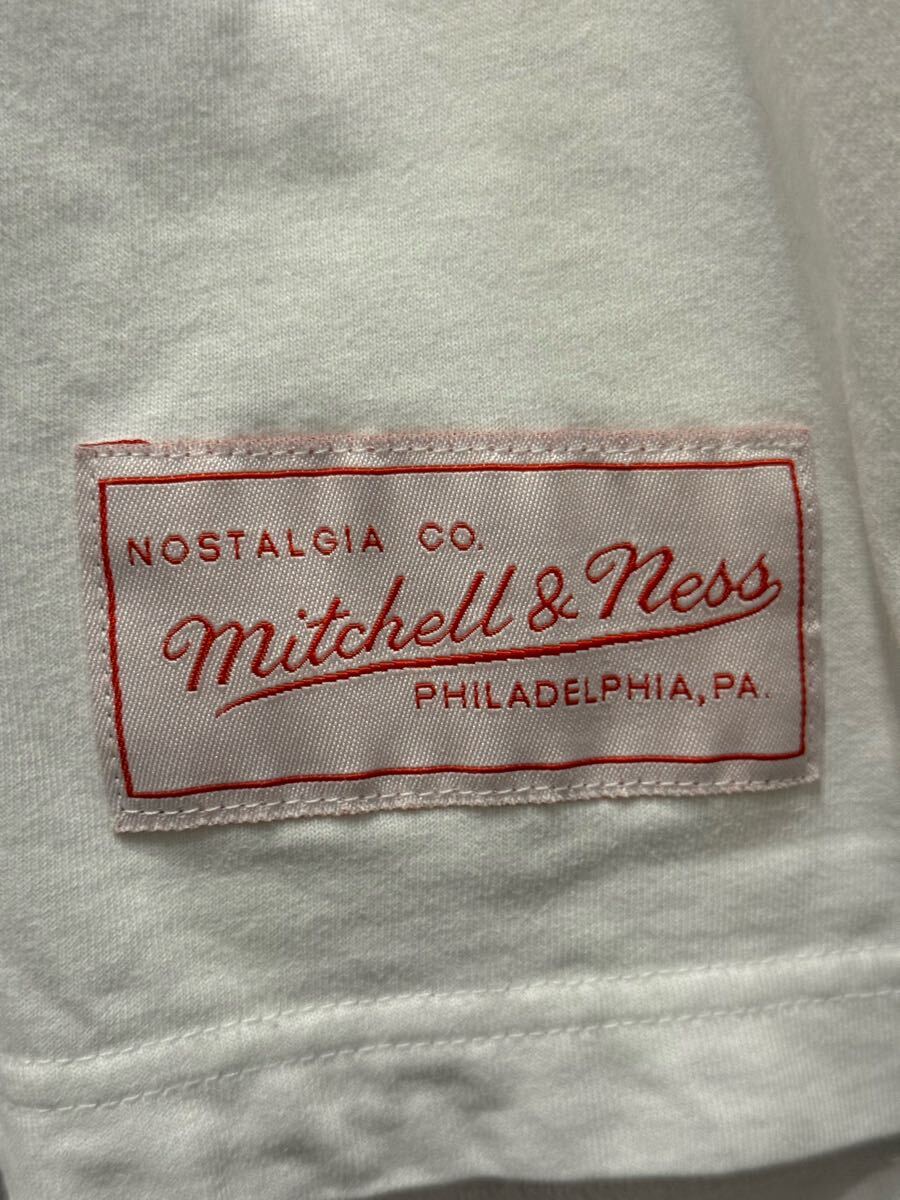 NOSTALGIA CO.
Mitchell & Ness
PHILADELPHIA, PA.